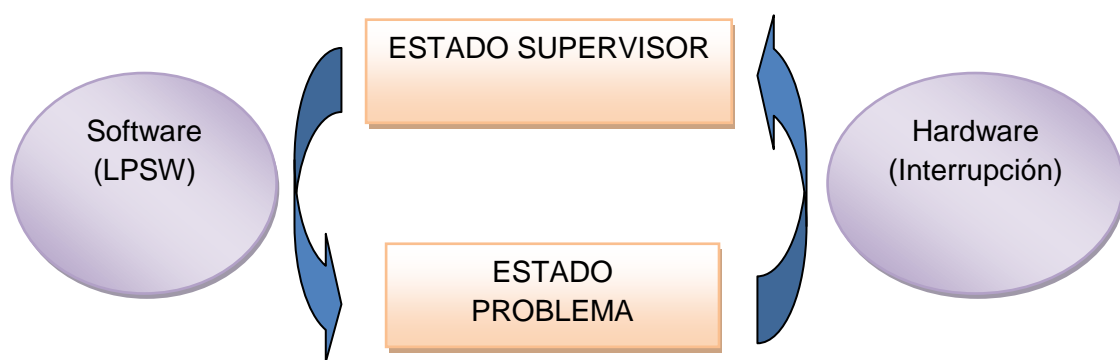 ESTADO SUPERVISOR
Software
(LPSW)
Hardware
(Interrupción)
ESTADO
PROBLEMA